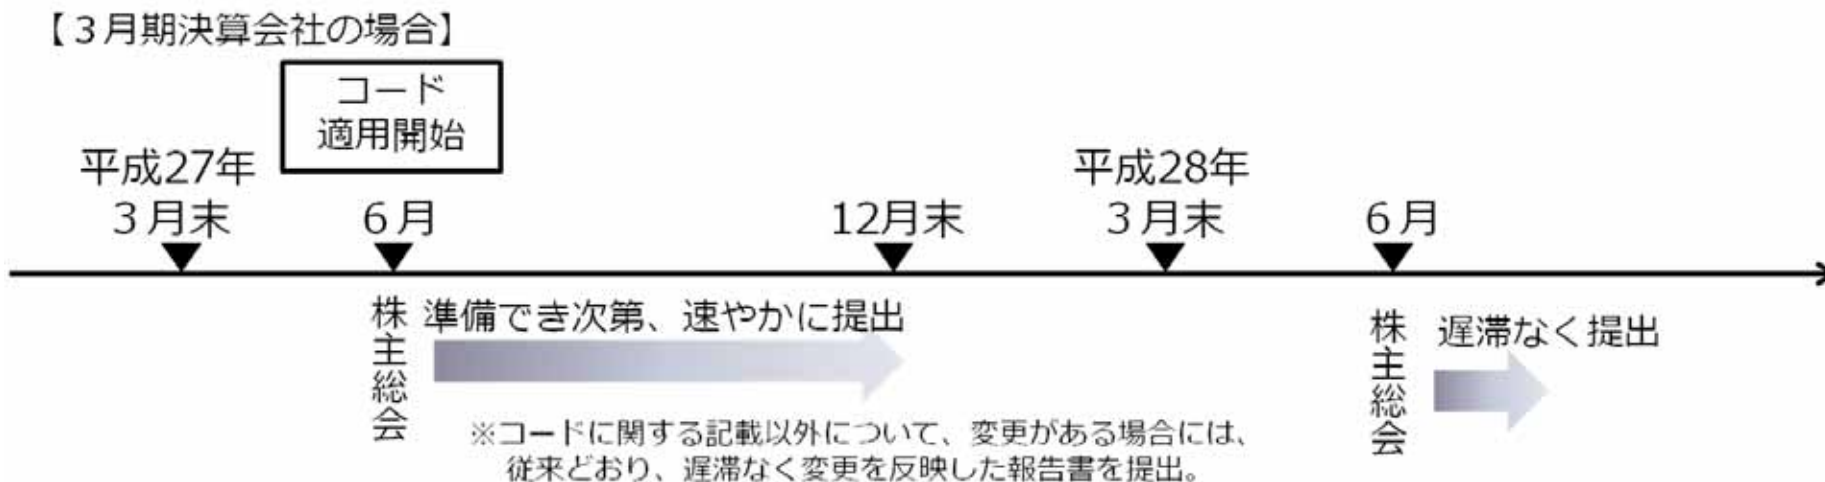 【３月期決算会社の場合】
コード
適用開始
平成27年
３月末
６月
12月末
平成28年
３月末
６月
株主総会
準備でき次第、速やかに提出
株主総会
遅滞なく提出
※コードに関する記載以外について、変更がある場合には、
従来どおり、遅滞なく変更を反映した報告書を提出。